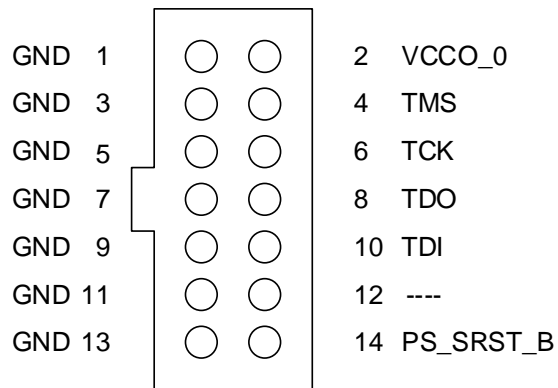 GND 1 2 VCCO_0
GND 3 4 TMS
GND 5 6 TCK
GND 7 8 TDO
GND 9 10 TDI
GND 11 12 ----
GND 13 14 PS_SRST_B